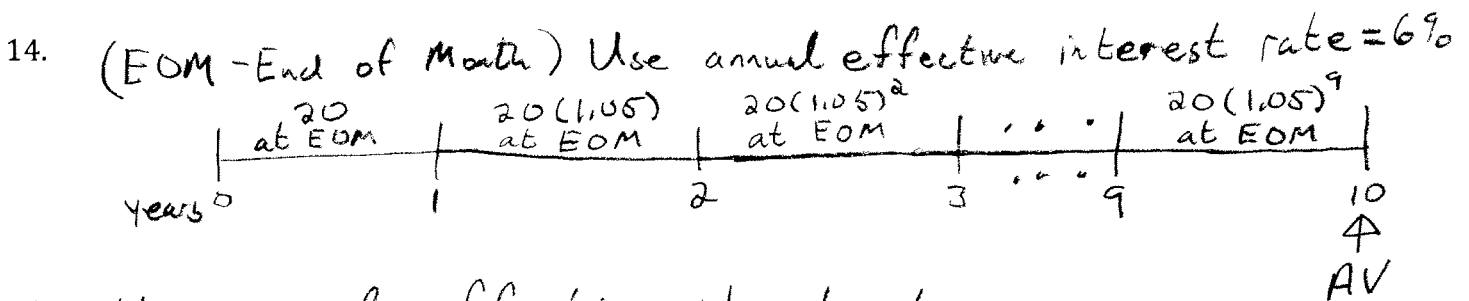 14. (EOM - End of Month) Use annual effective interest rate = 6%
20 20(1.05) 20(1.05)² 20(1.05)⁹
at EOM at EOM at EOM . . . at EOM
. . .
years 0 1 2 3 9 10
↑
AV